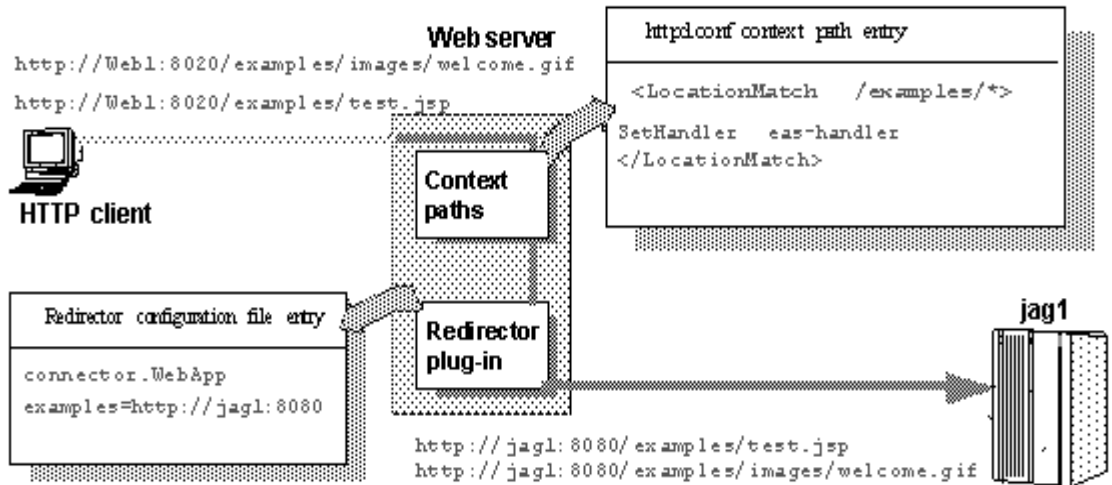 Web server
http://Web1:8020/examples/images/welcome.gif
http://Web1:8020/examples/test.jsp
HTTP client
Context
paths
httpd.conf context path entry
<LocationMatch /examples/*>
SetHandler eas-handler
</LocationMatch>
Redirector configuration file entry
connector.WebApp
examples=http://jag1:8080
Redirector
plug-in
jag1
http://jag1:8080/examples/test.jsp
http://jag1:8080/examples/images/welcome.gif